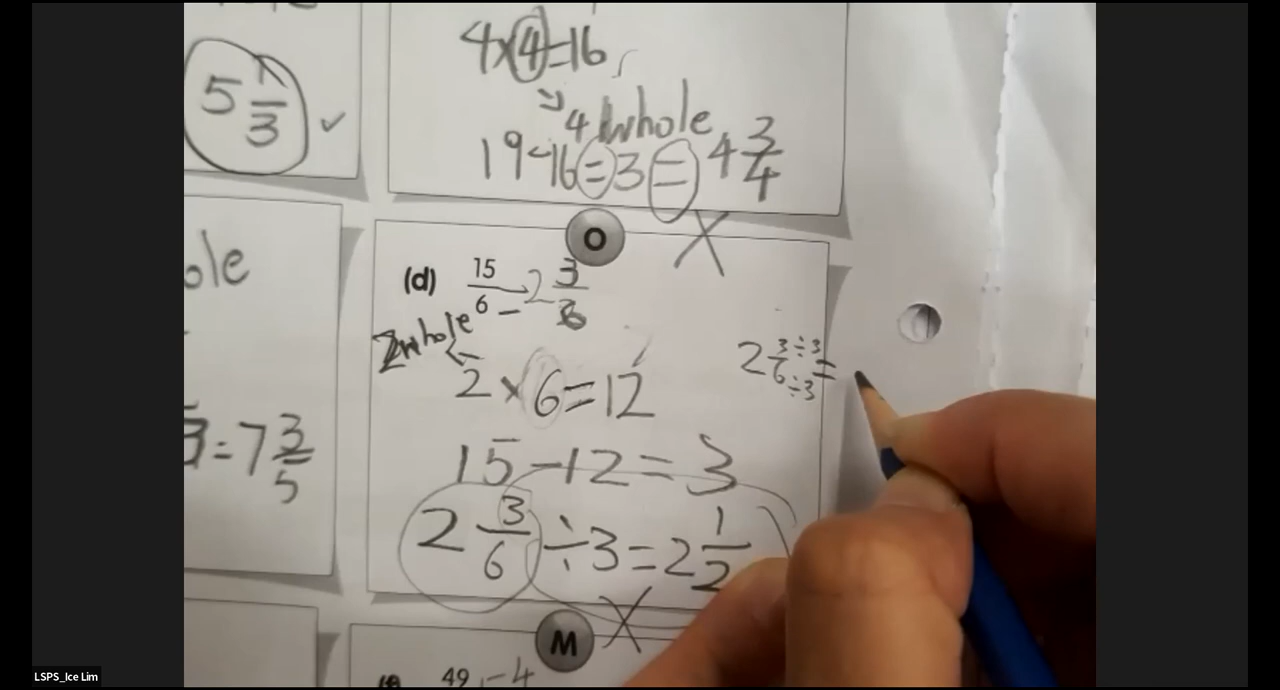 5 1/3 ✓
4×4=16
⇒ 4 whole
19-16=3=4 3/4
ole
=7 3/5
O
(d) 15/6 = 2 3/6
2 whole
2×6=12
15-12=3
2 3/6 ÷3=2 1/2
2 3÷3/6÷3 =
M
49
LSPS_Ice Lim